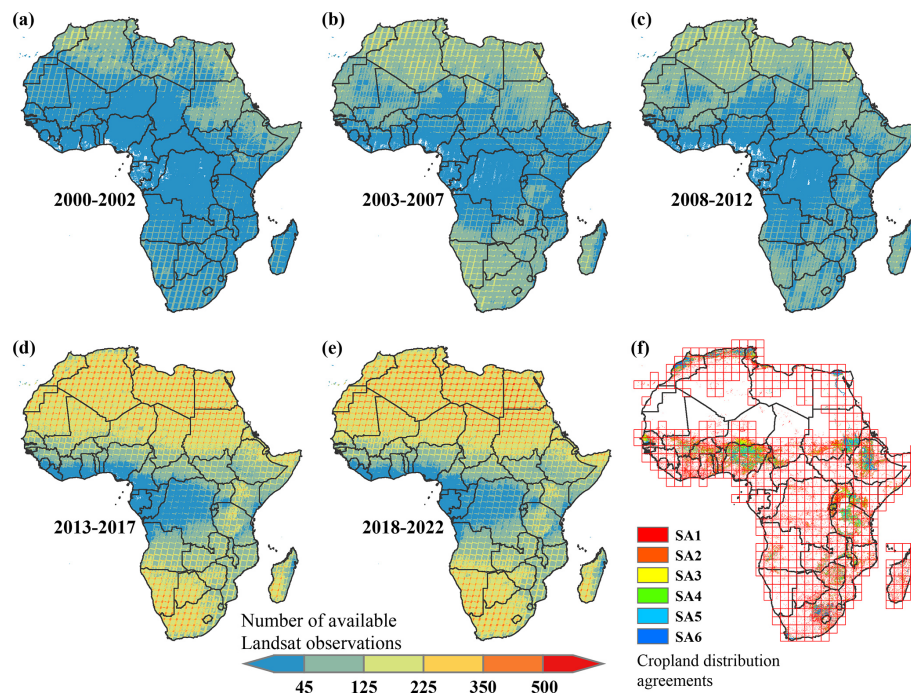 (a)
(b)
(c)
2000-2002
2003-2007
2008-2012
(d)
(e)
(f)
2013-2017
2018-2022
SA1
SA2
SA3
SA4
SA5
SA6
Number of available
Landsat observations
45 125 225 350 500
Cropland distribution
agreements